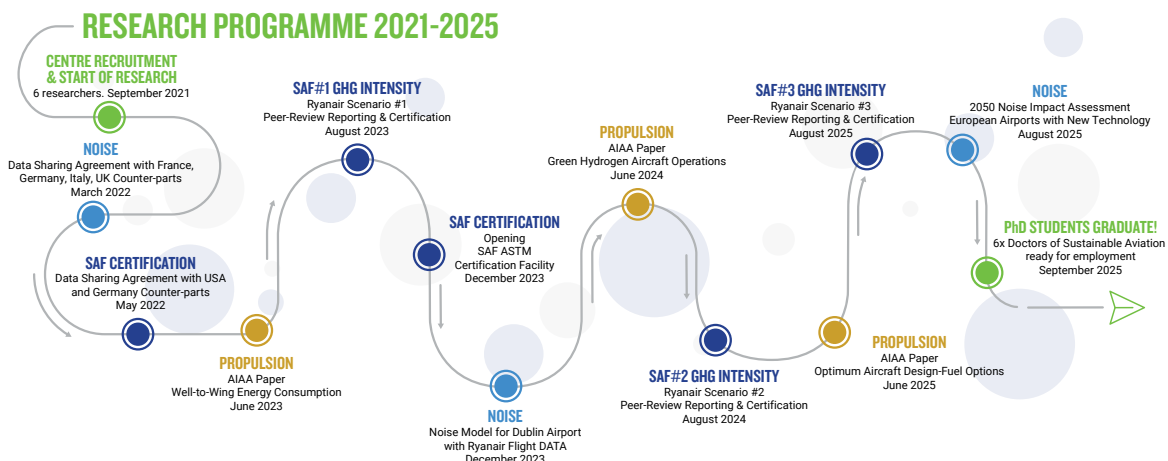 RESEARCH PROGRAMME 2021-2025
CENTRE RECRUITMENT
& START OF RESEARCH
6 researchers. September 2021
NOISE
Data Sharing Agreement with France,
Germany, Italy, UK Counter-parts
March 2022
SAF CERTIFICATION
Data Sharing Agreement with USA
and Germany Counter-parts
May 2022
PROPULSION
AIAA Paper
Well-to-Wing Energy Consumption
June 2023
SAF#1 GHG INTENSITY
Ryanair Scenario #1
Peer-Review Reporting & Certification
August 2023
SAF CERTIFICATION
Opening
SAF ASTM
Certification Facility
December 2023
NOISE
Noise Model for Dublin Airport
with Ryanair Flight DATA
December 2023
PROPULSION
AIAA Paper
Green Hydrogen Aircraft Operations
June 2024
SAF#2 GHG INTENSITY
Ryanair Scenario #2
Peer-Review Reporting & Certification
August 2024
PROPULSION
AIAA Paper
Optimum Aircraft Design-Fuel Options
June 2025
SAF#3 GHG INTENSITY
Ryanair Scenario #3
Peer-Review Reporting & Certification
August 2025
NOISE
2050 Noise Impact Assessment
European Airports with New Technology
August 2025
PhD STUDENTS GRADUATE!
6x Doctors of Sustainable Aviation
ready for employment
September 2025